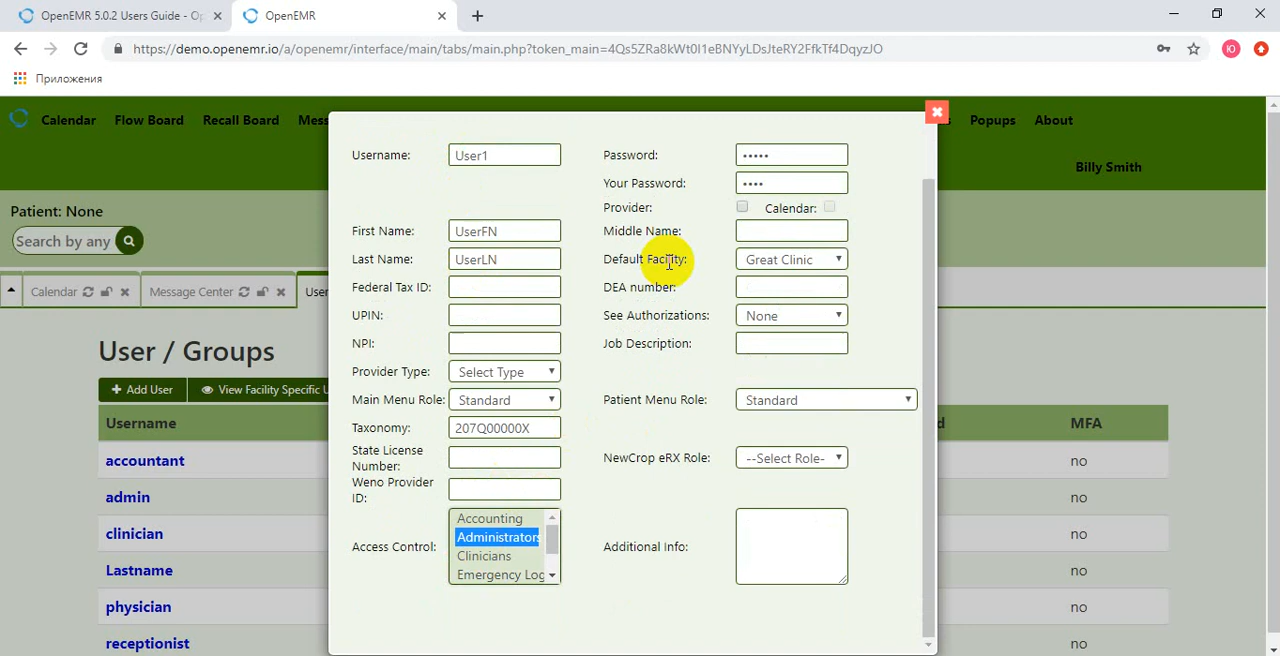 OpenEMR 5.0.2 Users Guide - Op
OpenEMR
https://demo.openemr.io/a/openemr/interface/main/tabs/main.php?token_main=4Qs5ZRa8kWt0I1eBNYyLDsJteRY2FfkTf4DqyzJO
Ю
Приложения
Calendar Flow Board Recall Board Mess Popups About
Billy Smith
Patient: None
Search by any
Calendar Message Center User
User / Groups
Add User View Facility Specific U
Username MFA
accountant no
admin no
clinician no
Lastname no
physician no
receptionist no
Username: User1 Password: •••••
Your Password: ••••
Provider: Calendar:
First Name: UserFN Middle Name:
Last Name: UserLN Default Facility: Great Clinic
Federal Tax ID: DEA number:
UPIN: See Authorizations: None
NPI: Job Description:
Provider Type: Select Type
Main Menu Role: Standard Patient Menu Role: Standard
Taxonomy: 207Q00000X
State License
Number:
NewCrop eRX Role: --Select Role-
Weno Provider
ID:
Access Control: Accounting
Administrators
Clinicians
Emergency Log
Additional Info: